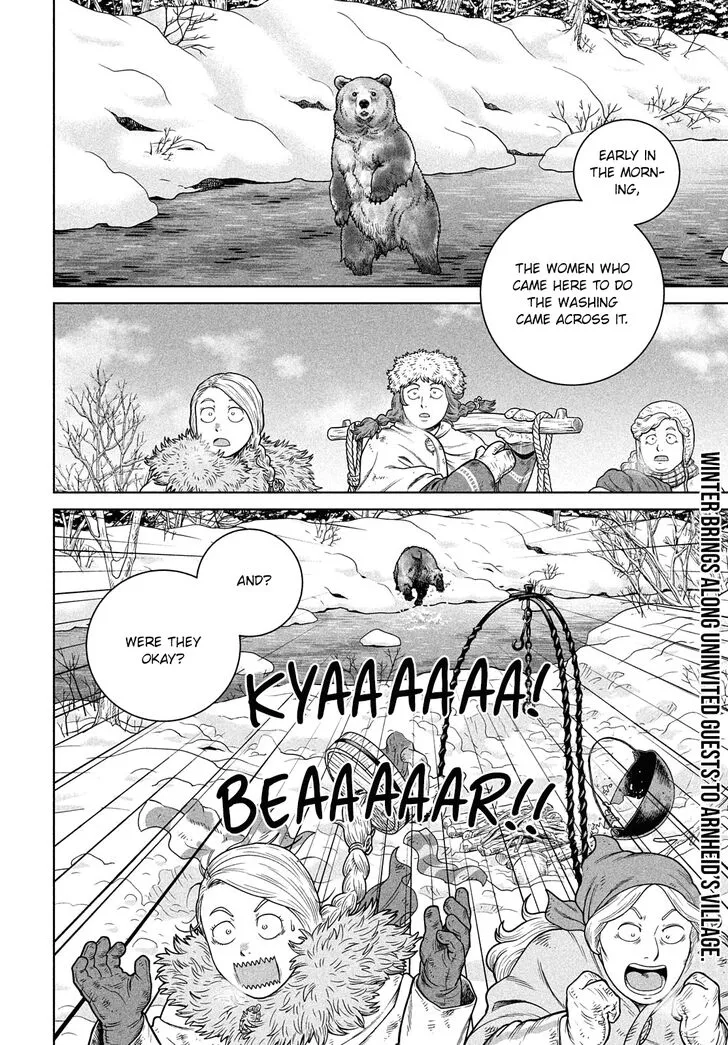 EARLY IN
THE MORN-
ING,
THE WOMEN WHO
CAME HERE TO DO
THE WASHING
CAME ACROSS
IT.
WINTER BRINGS ALONG UNINVITED GUESTS TO ARNHEID'S VILLAGE.
AND?
WERE THEY
OKAY?
KYAAAAAAA!
BEAAAAAAR!!